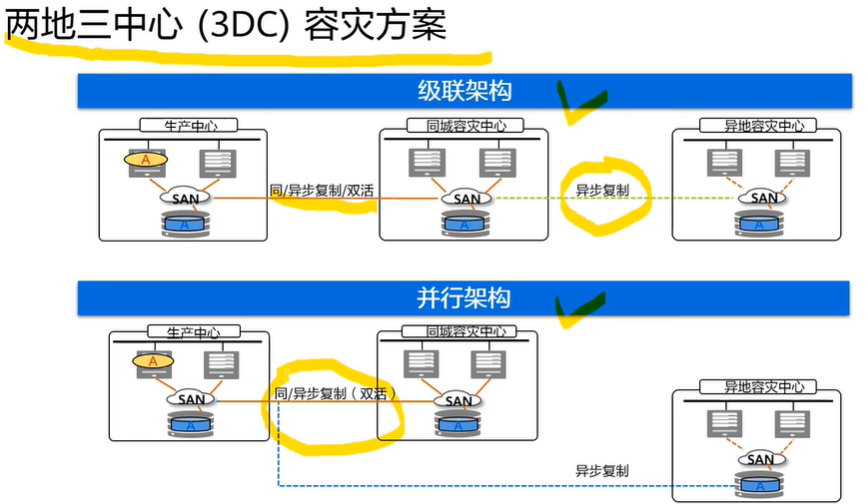 两地三中心 (3DC) 容灾方案
级联架构
生产中心
同城容灾中心
异地容灾中心
A
同/异步复制/双活
异步复制
SAN
SAN
SAN
A
A
A
并行架构
生产中心
同城容灾中心
A
同/异步复制（双活）
SAN
SAN
A
A
异地容灾中心
异步复制
SAN
A